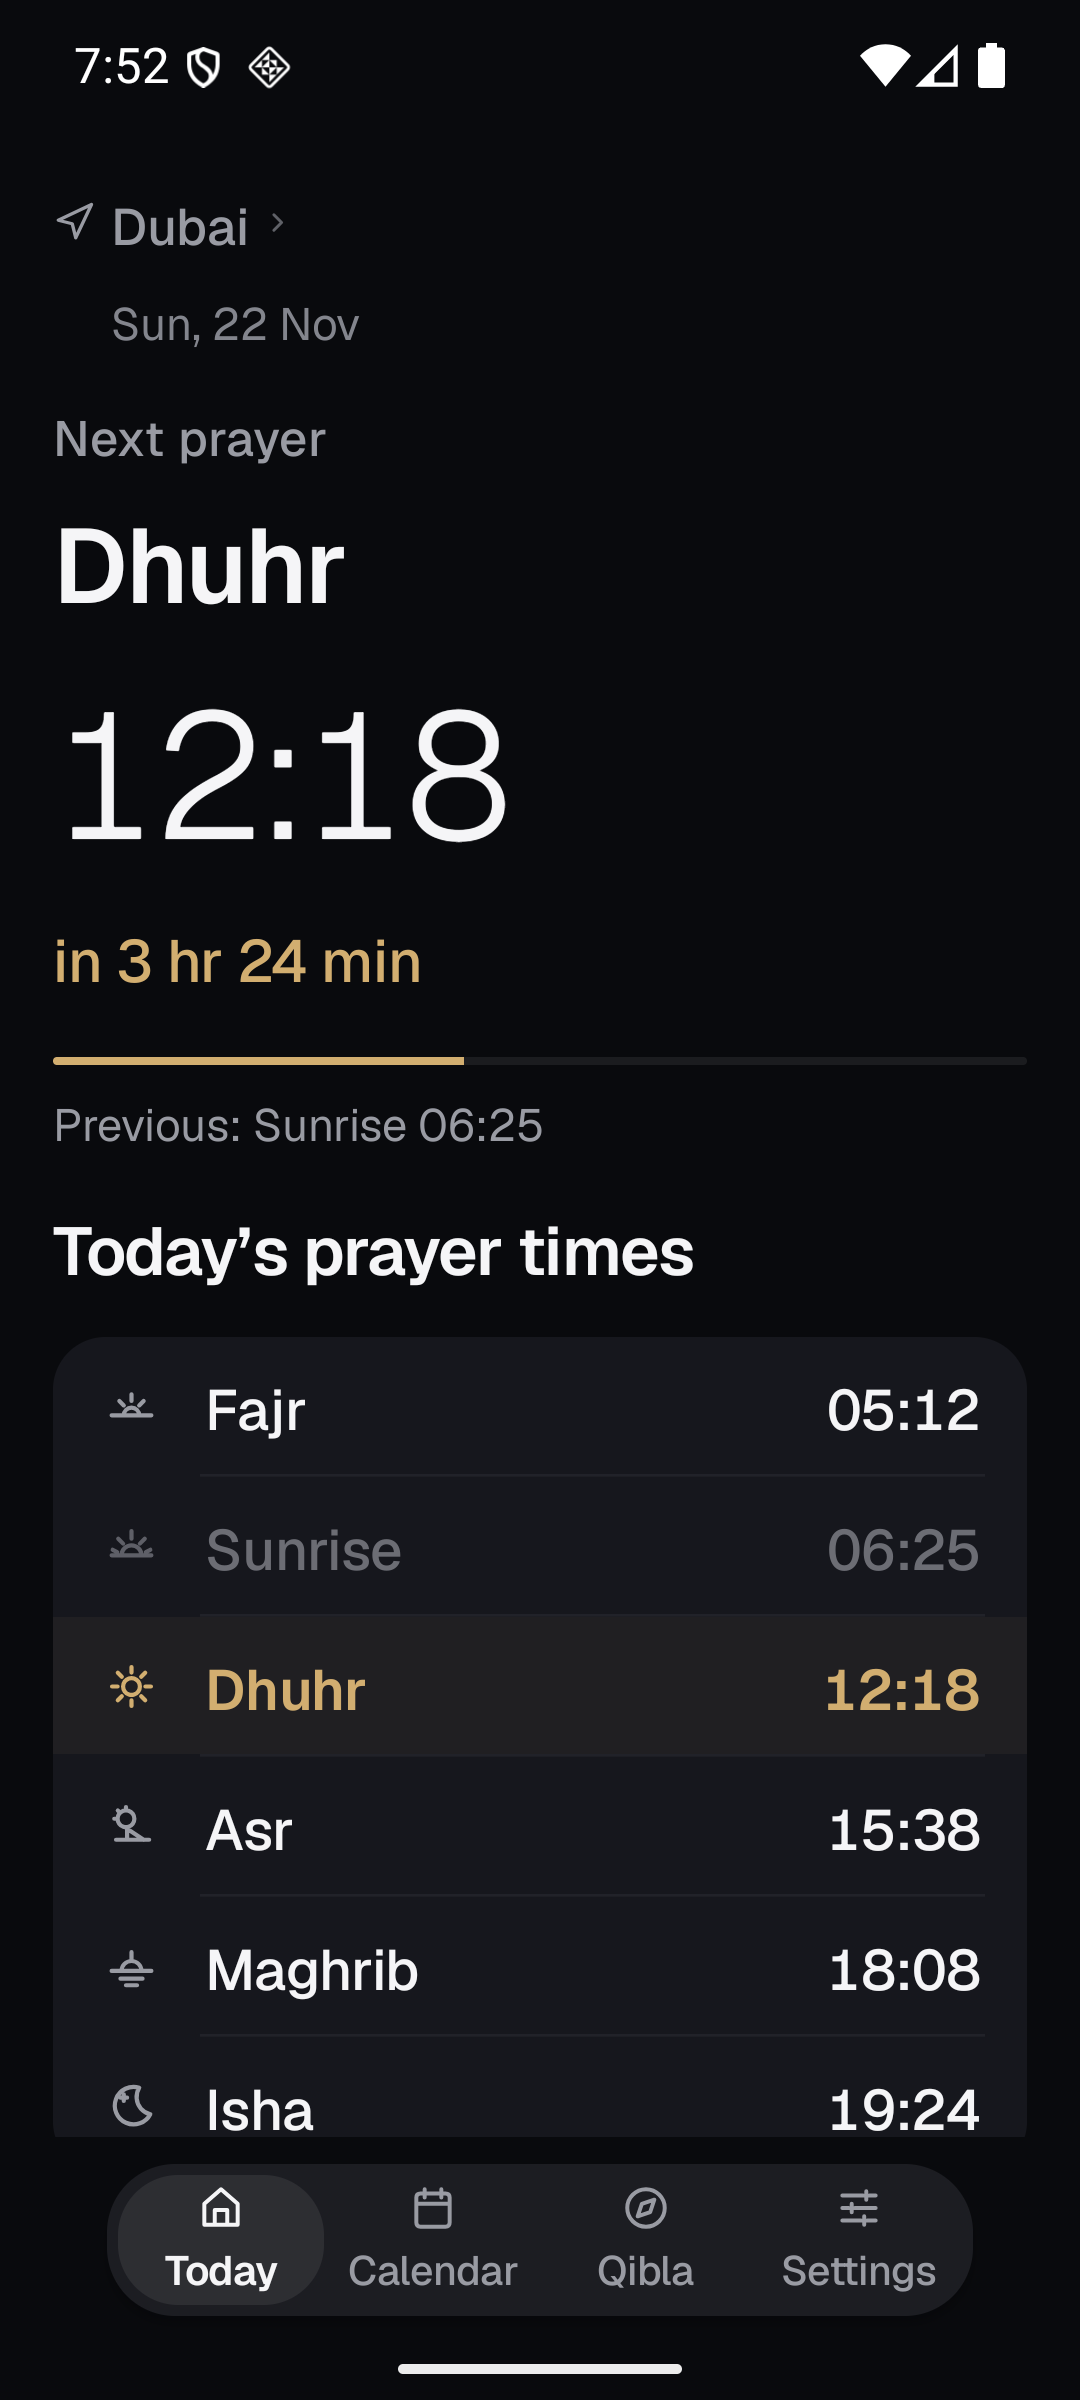 7:52
Dubai
Sun, 22 Nov
Next prayer
Dhuhr
12:18
in 3 hr 24 min
Previous: Sunrise 06:25
Today’s prayer times
Fajr 05:12
Sunrise 06:25
Dhuhr 12:18
Asr 15:38
Maghrib 18:08
Isha 19:24
Today Calendar Qibla Settings